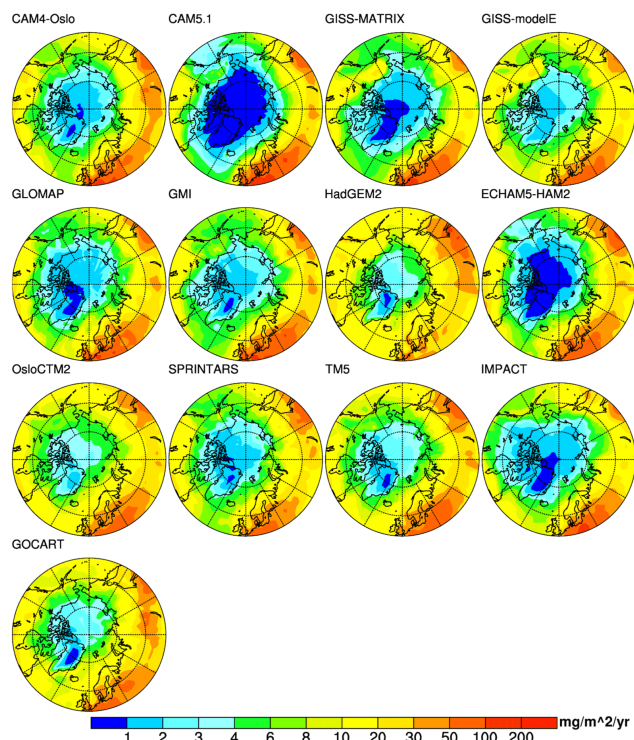 CAM4-Oslo CAM5.1 GISS-MATRIX GISS-modelE
GLOMAP GMI HadGEM2 ECHAM5-HAM2
OsloCTM2 SPRINTARS TM5 IMPACT
GOCART
mg/m^2/yr
1 2 3 4 6 8 10 20 30 50 100 200